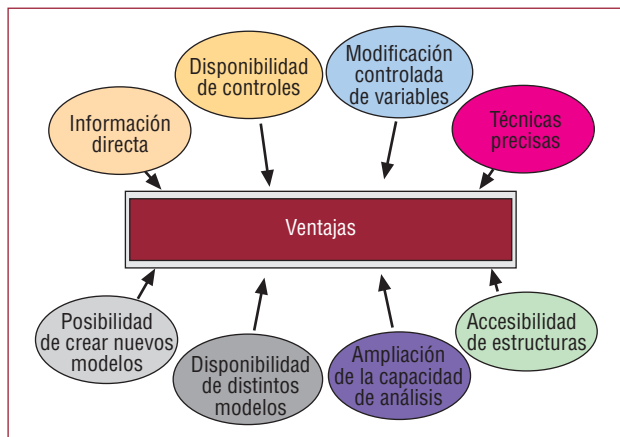 Disponibilidad
de controles
Modificación
controlada
de variables
Información
directa
Técnicas
precisas
Ventajas
Posibilidad
de crear nuevos
modelos
Disponibilidad
de distintos
modelos
Ampliación
de la capacidad
de análisis
Accesibilidad
de estructuras